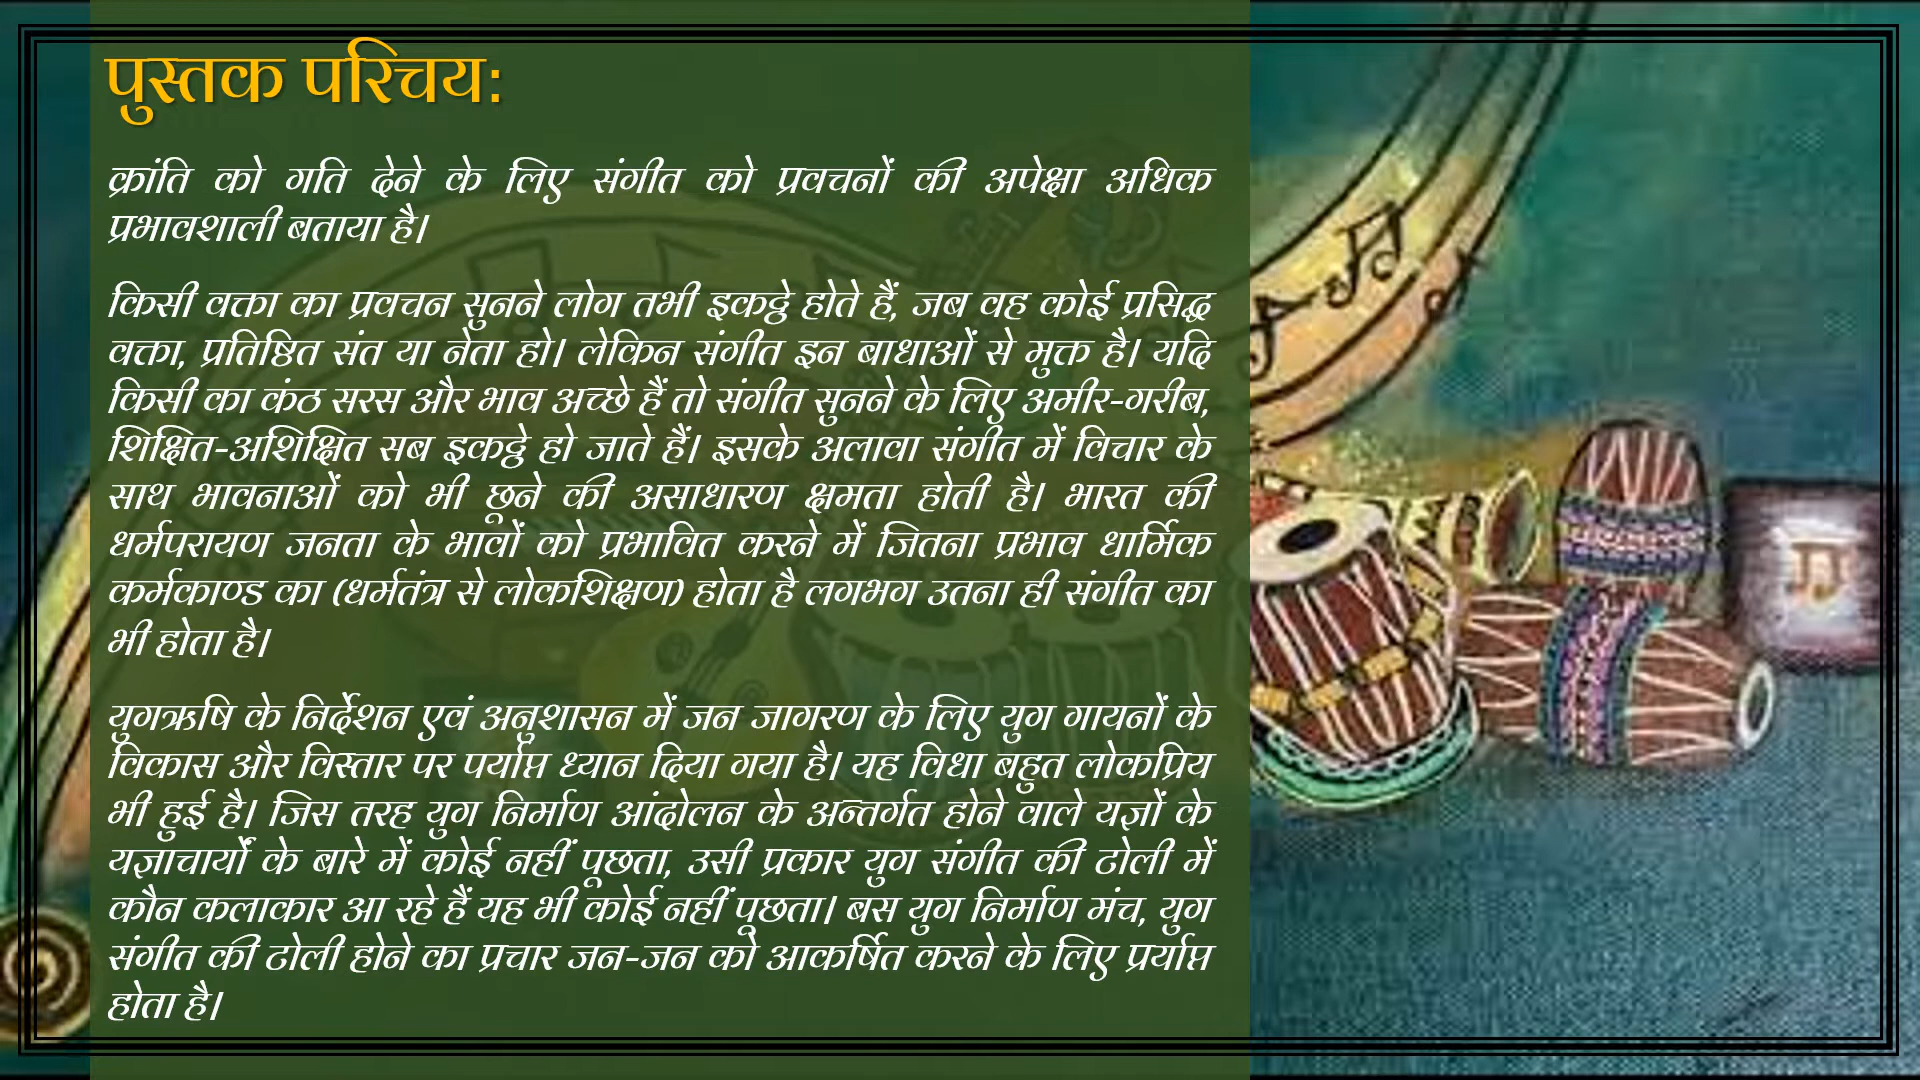 पुस्तक परिचय:
क्रांति को गति देने के लिए संगीत को प्रवचनों की अपेक्षा अधिक
प्रभावशाली बताया है।
किसी वक्ता का प्रवचन सुनने लोग तभी इकट्ठे होते हैं, जब वह कोई प्रसिद्ध
वक्ता, प्रतिष्ठित संत या नेता हो। लेकिन संगीत इन बाधाओं से मुक्त है। यदि
किसी का कंठ सरस और भाव अच्छे हैं तो संगीत सुनने के लिए अमीर-गरीब,
शिक्षित-अशिक्षित सब इकट्ठे हो जाते हैं। इसके अलावा संगीत में विचार के
साथ भावनाओं को भी छूने की असाधारण क्षमता होती है। भारत की
धर्मपरायण जनता के भावों को प्रभावित करने में जितना प्रभाव धार्मिक
कर्मकाण्ड का (धर्मतंत्र से लोकशिक्षण) होता है लगभग उतना ही संगीत का
भी होता है।
युगऋषि के निर्देशन एवं अनुशासन में जन जागरण के लिए युग गायनों के
विकास और विस्तार पर पर्याप्त ध्यान दिया गया है। यह विधा बहुत लोकप्रिय
भी हुई है। जिस तरह युग निर्माण आंदोलन के अन्तर्गत होने वाले यज्ञों के
यज्ञाचार्यों के बारे में कोई नहीं पूछता, उसी प्रकार युग संगीत की टोली में
कौन कलाकार आ रहे हैं यह भी कोई नहीं पूछता। बस युग निर्माण मंच, युग
संगीत की टोली होने का प्रचार जन-जन को आकर्षित करने के लिए प्रर्याप्त
होता है।